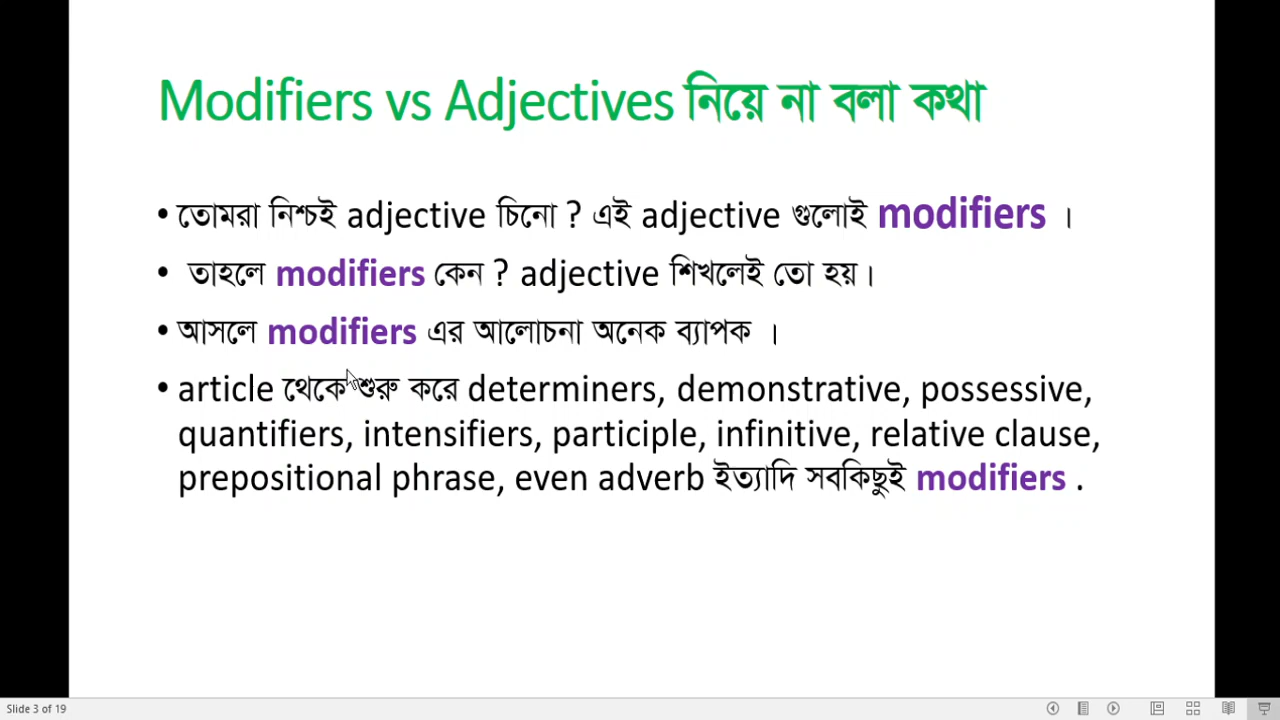 Modifiers vs Adjectives নিয়ে না বলা কথা
• তোমরা নিশ্চই adjective চিনো ? এই adjective গুলোই modifiers ।
• তাহলে modifiers কেন ? adjective শিখলেই তো হয়।
• আসলে modifiers এর আলোচনা অনেক ব্যাপক ।
• article থেকে শুরু করে determiners, demonstrative, possessive,
quantifiers, intensifiers, participle, infinitive, relative clause,
prepositional phrase, even adverb ইত্যাদি সবকিছুই modifiers .
Slide 3 of 19